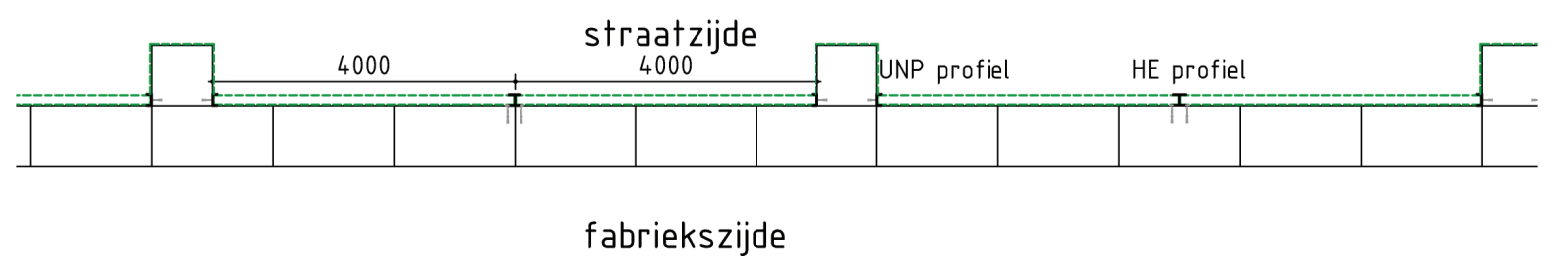 straatzijde
4000
4000
UNP profiel
HE profiel
fabriekszijde